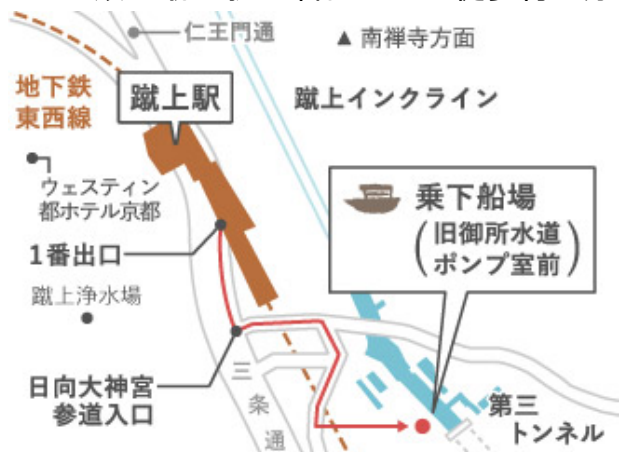 仁王門通
▲ 南禅寺方面
地下鉄
東西線
蹴上駅
蹴上インクライン
ウェスティン
都ホテル京都
乗下船場
(旧御所水道
ポンプ室前)
1番出口
蹴上浄水場
日向大神宮
参道入口
三条通
第三
トンネル